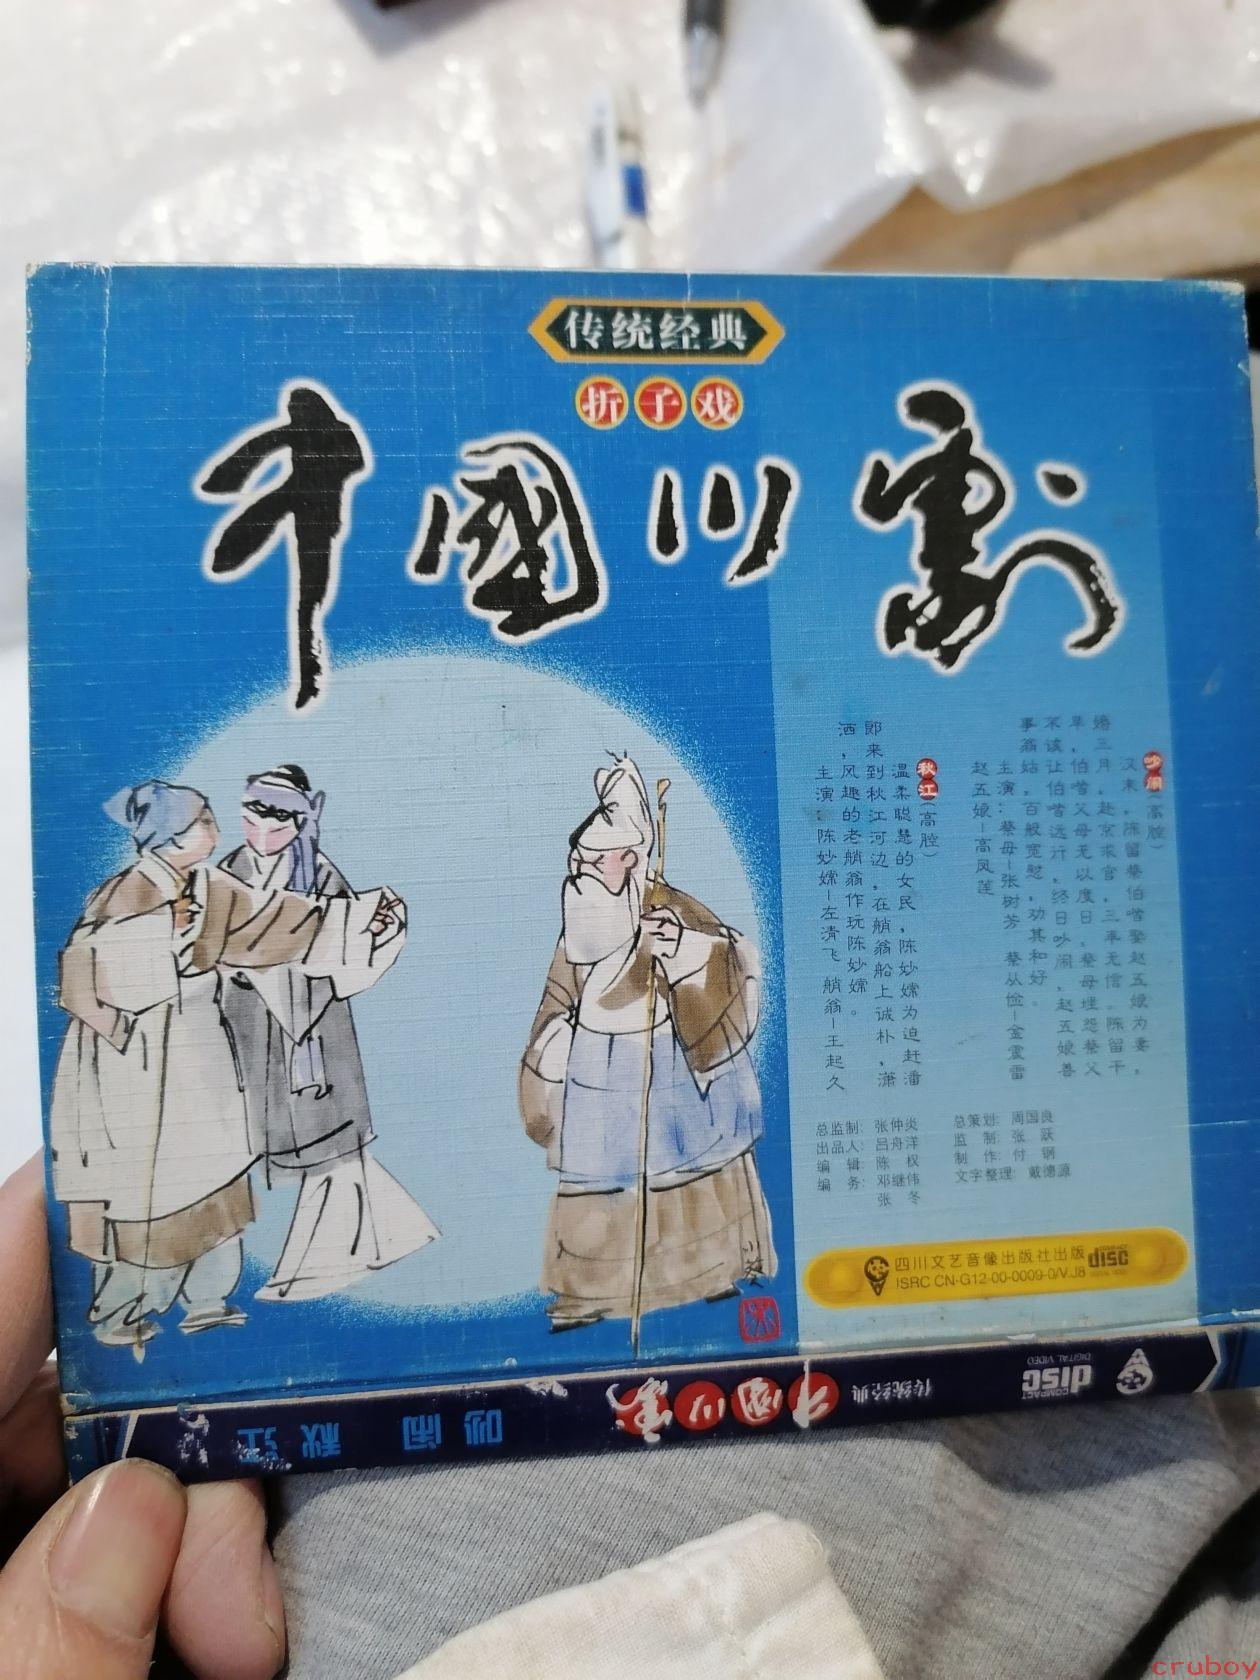 传统经典
折子戏
中國川剧
吵闹(高腔)
汉末，陈留蔡伯喈娶赵五娘为妻，
婚三月，赴京求官，三年无信。陈留干
旱，伯喈父母无以度日，蔡母埋怨蔡父
不该让伯喈远行，终日吵闹，赵五娘善
事翁姑，百般宽慰，劝其和好。
主演：蔡母—张树芳 蔡从俭—金震雷
赵五娘—高凤莲
秋江(高腔)
温柔聪慧的女民，陈妙嫦为迫赶潘
郎来到秋江河边，在艄翁船上诚朴，潇
洒，风趣的老艄翁作玩陈妙嫦。
主演：陈妙嫦—左清飞 艄翁—王起久
总监制：张仲炎 总策划：周国良
出品人：吕舟洋 监 制：张 跃
编 辑：陈 权 制 作：付 钢
编 务：邓继伟 文字整理：戴德源
张 冬
四川文艺音像出版社出版
ISRC CN-G12-00-0009-0/V.J8
disc
COMPACT
disc
DIGITAL VIDEO
传统经典
中國川剧
吵闹 秋江
cruboy